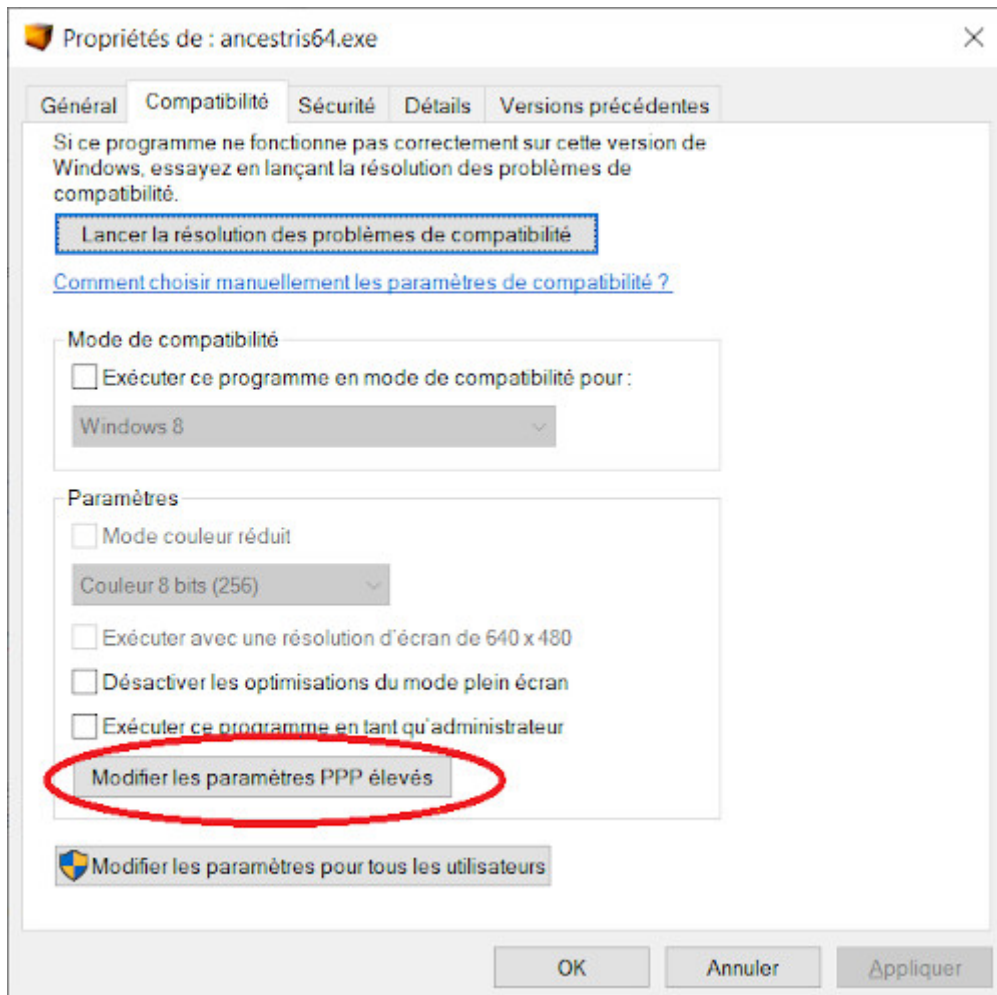 Propriétés de : ancestris64.exe
Général Compatibilité Sécurité Détails Versions précédentes
Si ce programme ne fonctionne pas correctement sur cette version de
Windows, essayez en lançant la résolution des problèmes de
compatibilité.
Lancer la résolution des problèmes de compatibilité
Comment choisir manuellement les paramètres de compatibilité ?
Mode de compatibilité
Exécuter ce programme en mode de compatibilité pour :
Windows 8
Paramètres
Mode couleur réduit
Couleur 8 bits (256)
Exécuter avec une résolution d'écran de 640 x 480
Désactiver les optimisations du mode plein écran
Exécuter ce programme en tant qu'administrateur
Modifier les paramètres PPP élevés
Modifier les paramètres pour tous les utilisateurs
OK Annuler Appliquer